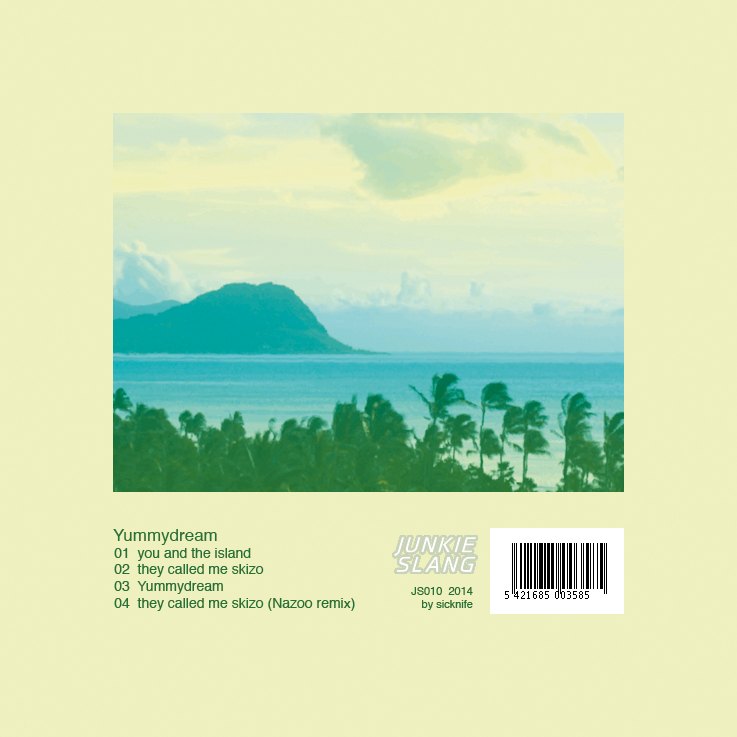 Yummydream
01 you and the island
02 they called me skizo
03 Yummydream
04 they called me skizo (Nazoo remix)
JUNKIE
SLANG
JS010 2014
by sicknife
5 421685 003585